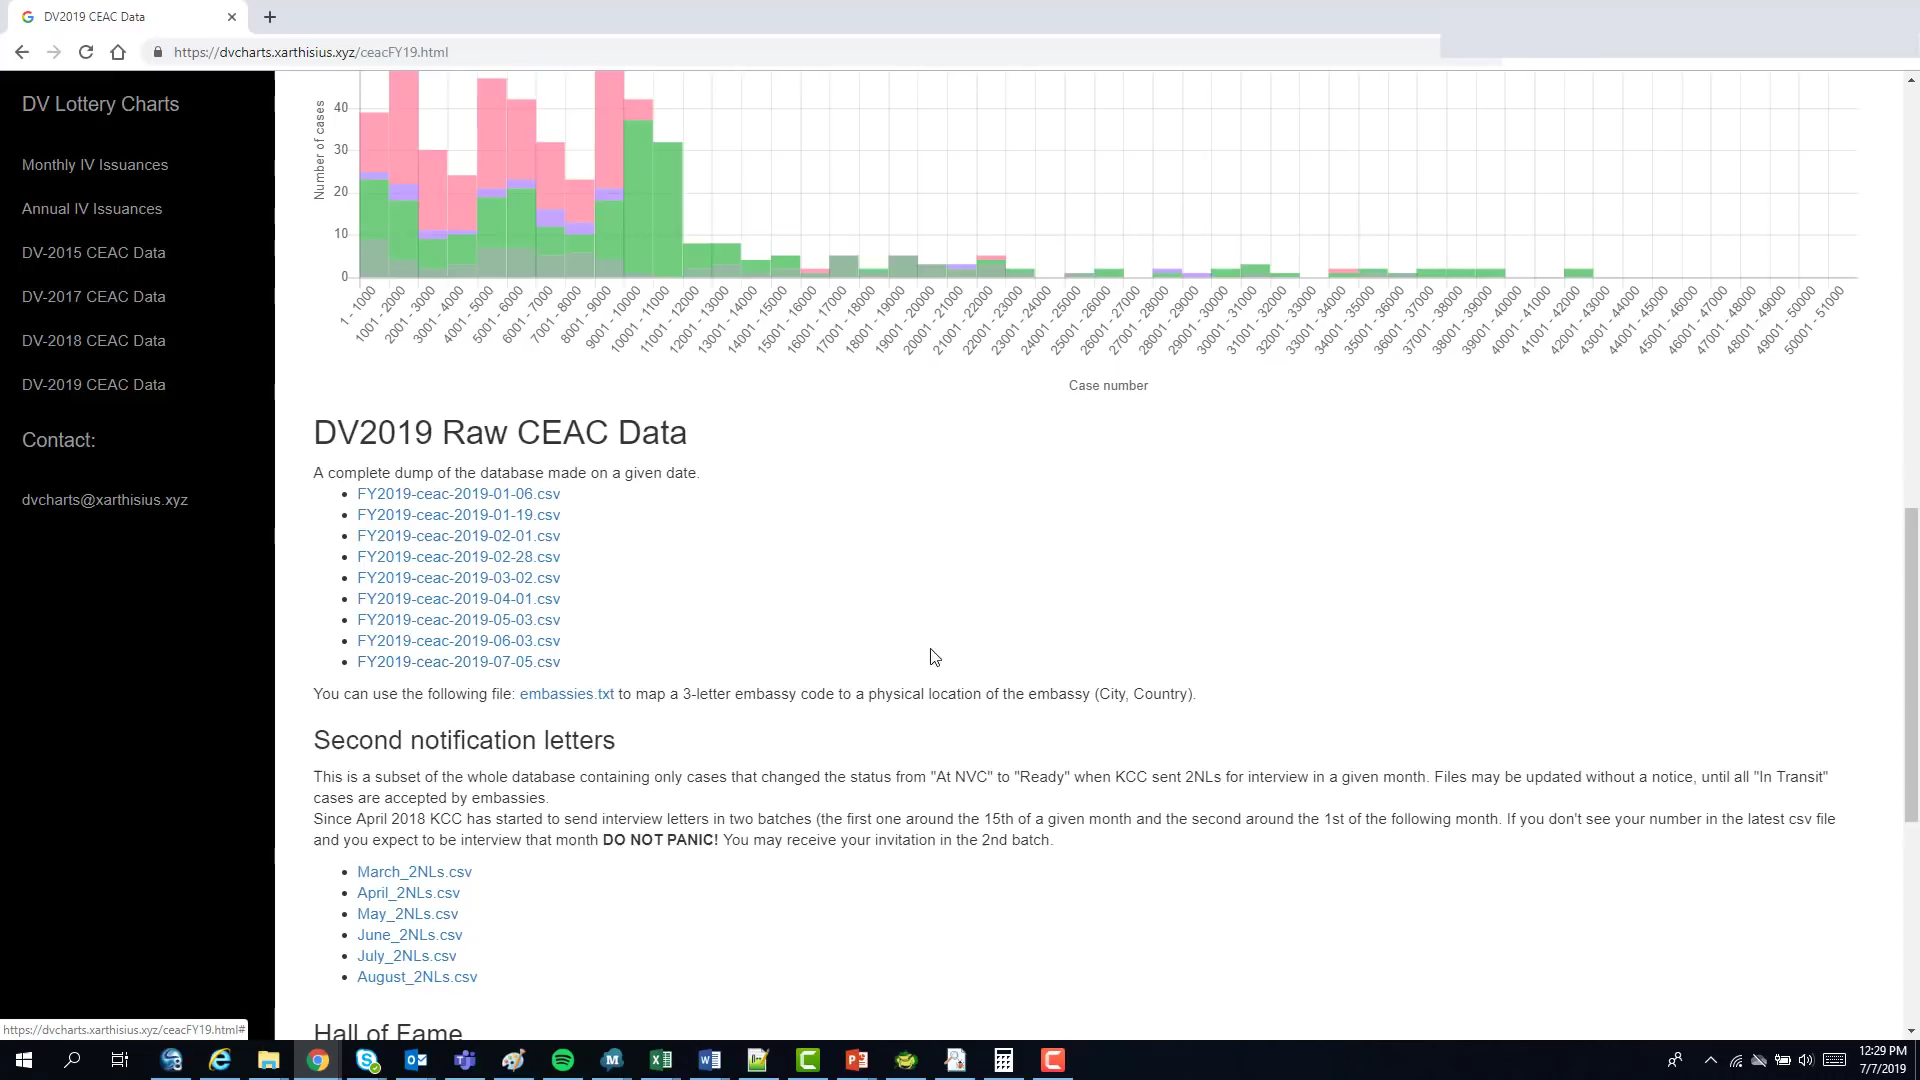 DV2019 CEAC Data
https://dvcharts.xarthisius.xyz/ceacFY19.html
DV Lottery Charts
Monthly IV Issuances
Annual IV Issuances
DV-2015 CEAC Data
DV-2017 CEAC Data
DV-2018 CEAC Data
DV-2019 CEAC Data
Contact:
dvcharts@xarthisius.xyz
Number of cases
40
30
20
10
0
1 - 1000
1001 - 2000
2001 - 3000
3001 - 4000
4001 - 5000
5001 - 6000
6001 - 7000
7001 - 8000
8001 - 9000
9001 - 10000
10001 - 11000
11001 - 12000
12001 - 13000
13001 - 14000
14001 - 15000
15001 - 16000
16001 - 17000
17001 - 18000
18001 - 19000
19001 - 20000
20001 - 21000
21001 - 22000
22001 - 23000
23001 - 24000
24001 - 25000
25001 - 26000
26001 - 27000
27001 - 28000
28001 - 29000
29001 - 30000
30001 - 31000
31001 - 32000
32001 - 33000
33001 - 34000
34001 - 35000
35001 - 36000
36001 - 37000
37001 - 38000
38001 - 39000
39001 - 40000
40001 - 41000
41001 - 42000
42001 - 43000
43001 - 44000
44001 - 45000
45001 - 46000
46001 - 47000
47001 - 48000
48001 - 49000
49001 - 50000
50001 - 51000
Case number
DV2019 Raw CEAC Data
A complete dump of the database made on a given date.
FY2019-ceac-2019-01-06.csv
FY2019-ceac-2019-01-19.csv
FY2019-ceac-2019-02-01.csv
FY2019-ceac-2019-02-28.csv
FY2019-ceac-2019-03-02.csv
FY2019-ceac-2019-04-01.csv
FY2019-ceac-2019-05-03.csv
FY2019-ceac-2019-06-03.csv
FY2019-ceac-2019-07-05.csv
You can use the following file: embassies.txt to map a 3-letter embassy code to a physical location of the embassy (City, Country).
Second notification letters
This is a subset of the whole database containing only cases that changed the status from "At NVC" to "Ready" when KCC sent 2NLs for interview in a given month. Files may be updated without a notice, until all "In Transit"
cases are accepted by embassies.
Since April 2018 KCC has started to send interview letters in two batches (the first one around the 15th of a given month and the second around the 1st of the following month. If you don't see your number in the latest csv file
and you expect to be interview that month DO NOT PANIC! You may receive your invitation in the 2nd batch.
March_2NLs.csv
April_2NLs.csv
May_2NLs.csv
June_2NLs.csv
July_2NLs.csv
August_2NLs.csv
Hall of Fame
https://dvcharts.xarthisius.xyz/ceacFY19.html#
12:29 PM
7/7/2019